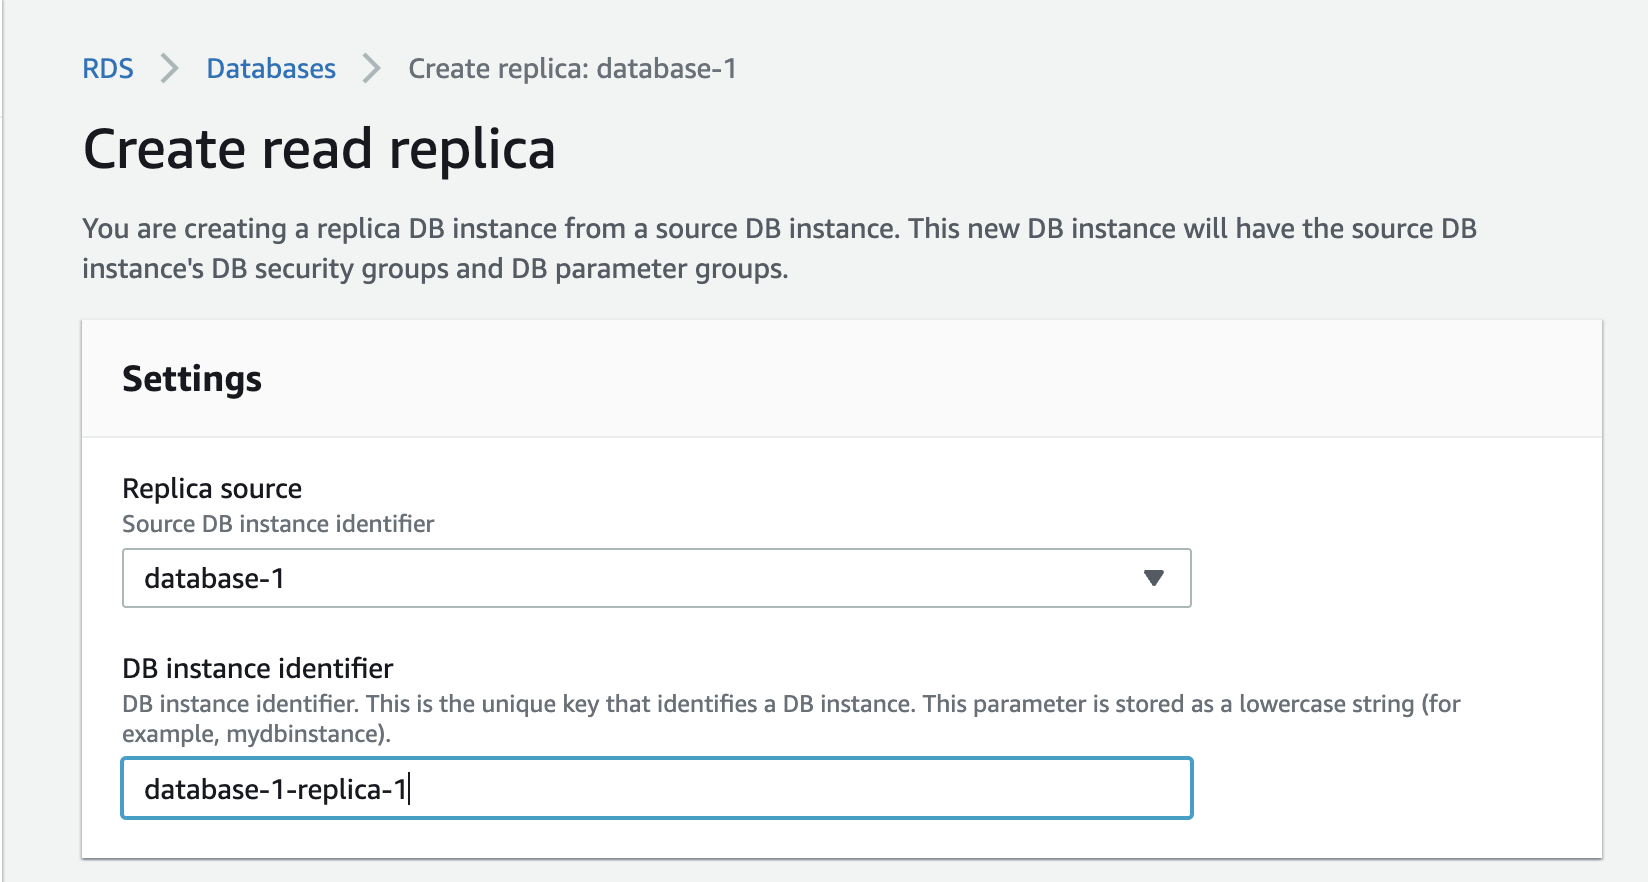 RDS > Databases > Create replica: database-1
Create read replica
You are creating a replica DB instance from a source DB instance. This new DB instance will have the source DB
instance's DB security groups and DB parameter groups.
Settings
Replica source
Source DB instance identifier
database-1
DB instance identifier
DB instance identifier. This is the unique key that identifies a DB instance. This parameter is stored as a lowercase string (for
example, mydbinstance).
database-1-replica-1